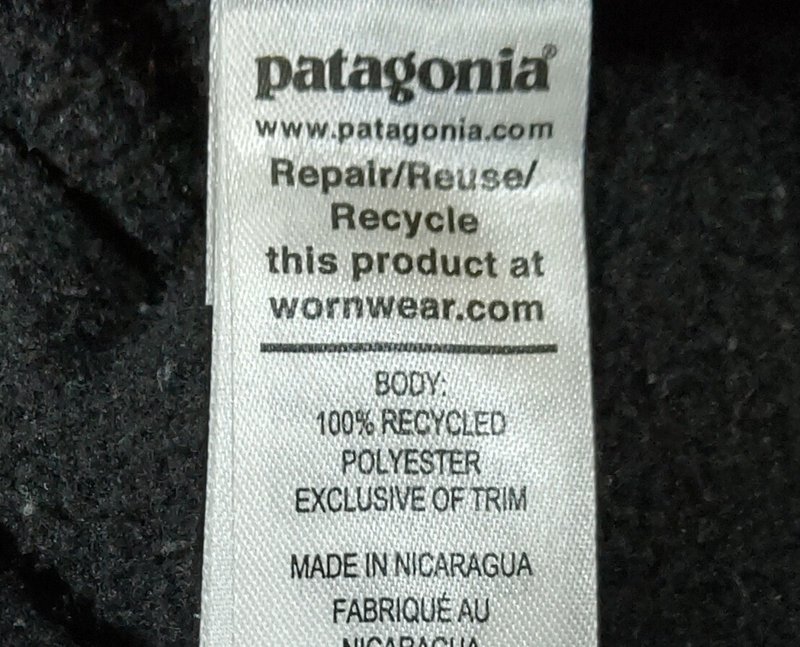 patagonia®
www.patagonia.com
Repair/Reuse/
Recycle
this product at
wornwear.com
BODY:
100% RECYCLED
POLYESTER
EXCLUSIVE OF TRIM
MADE IN NICARAGUA
FABRIQUÉ AU
NICARAGUA